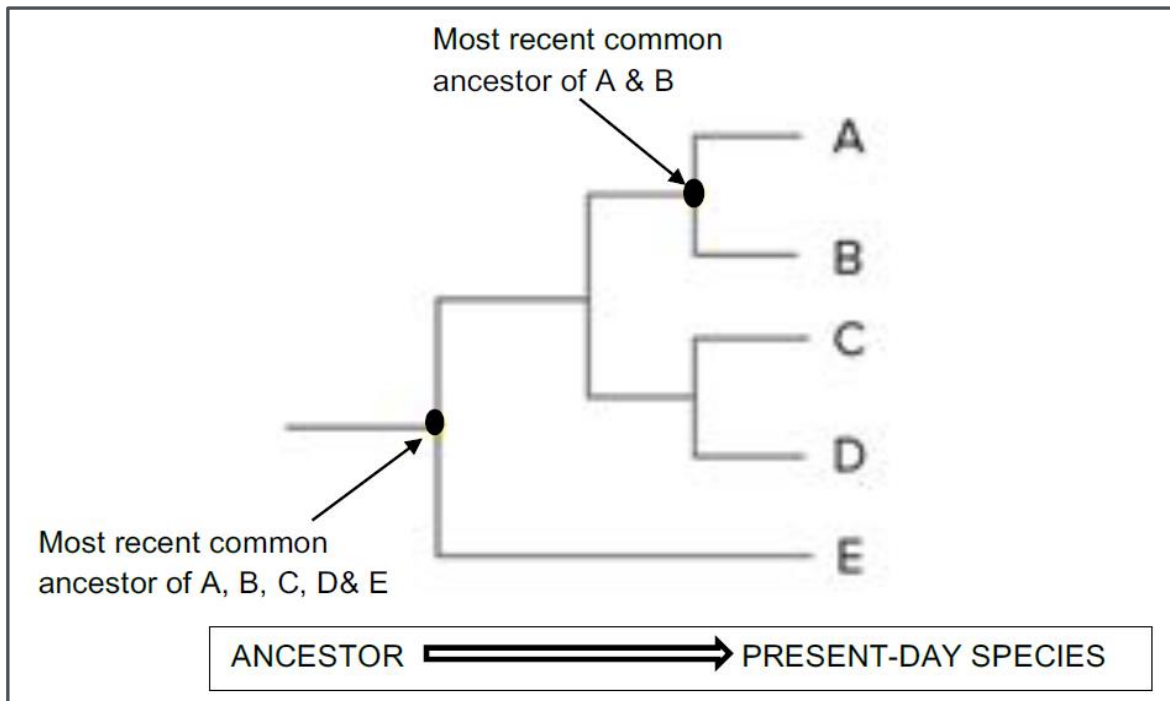 Most recent common
ancestor of A & B
A
B
C
D
E
Most recent common
ancestor of A, B, C, D& E
ANCESTOR PRESENT-DAY SPECIES